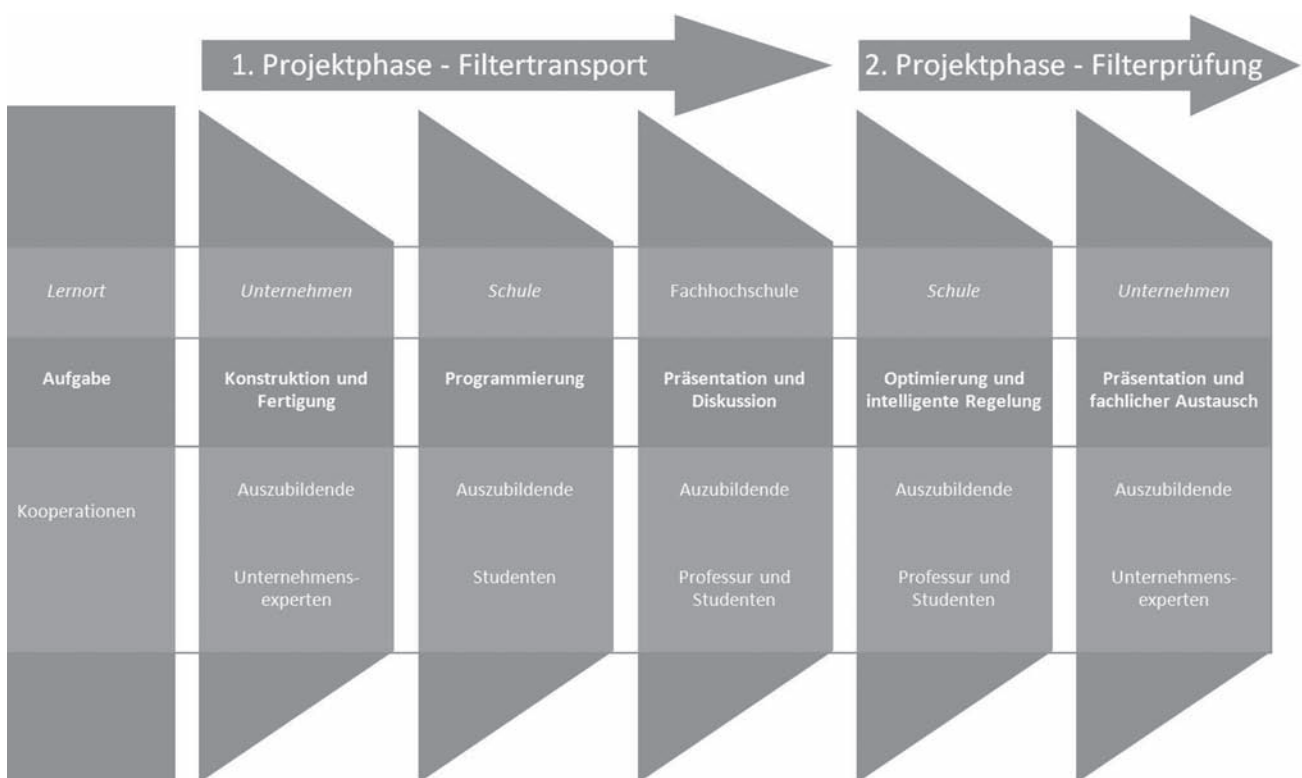 1. Projektphase - Filtertransport
2. Projektphase - Filterprüfung
Lernort
Unternehmen
Schule
Fachhochschule
Schule
Unternehmen
Aufgabe
Konstruktion und
Fertigung
Programmierung
Präsentation und
Diskussion
Optimierung und
intelligente Regelung
Präsentation und
fachlicher Austausch
Kooperationen
Auszubildende
Unternehmens-
experten
Auszubildende
Studenten
Auzubildende
Professur und
Studenten
Auszubildende
Professur und
Studenten
Auszubildende
Unternehmens-
experten